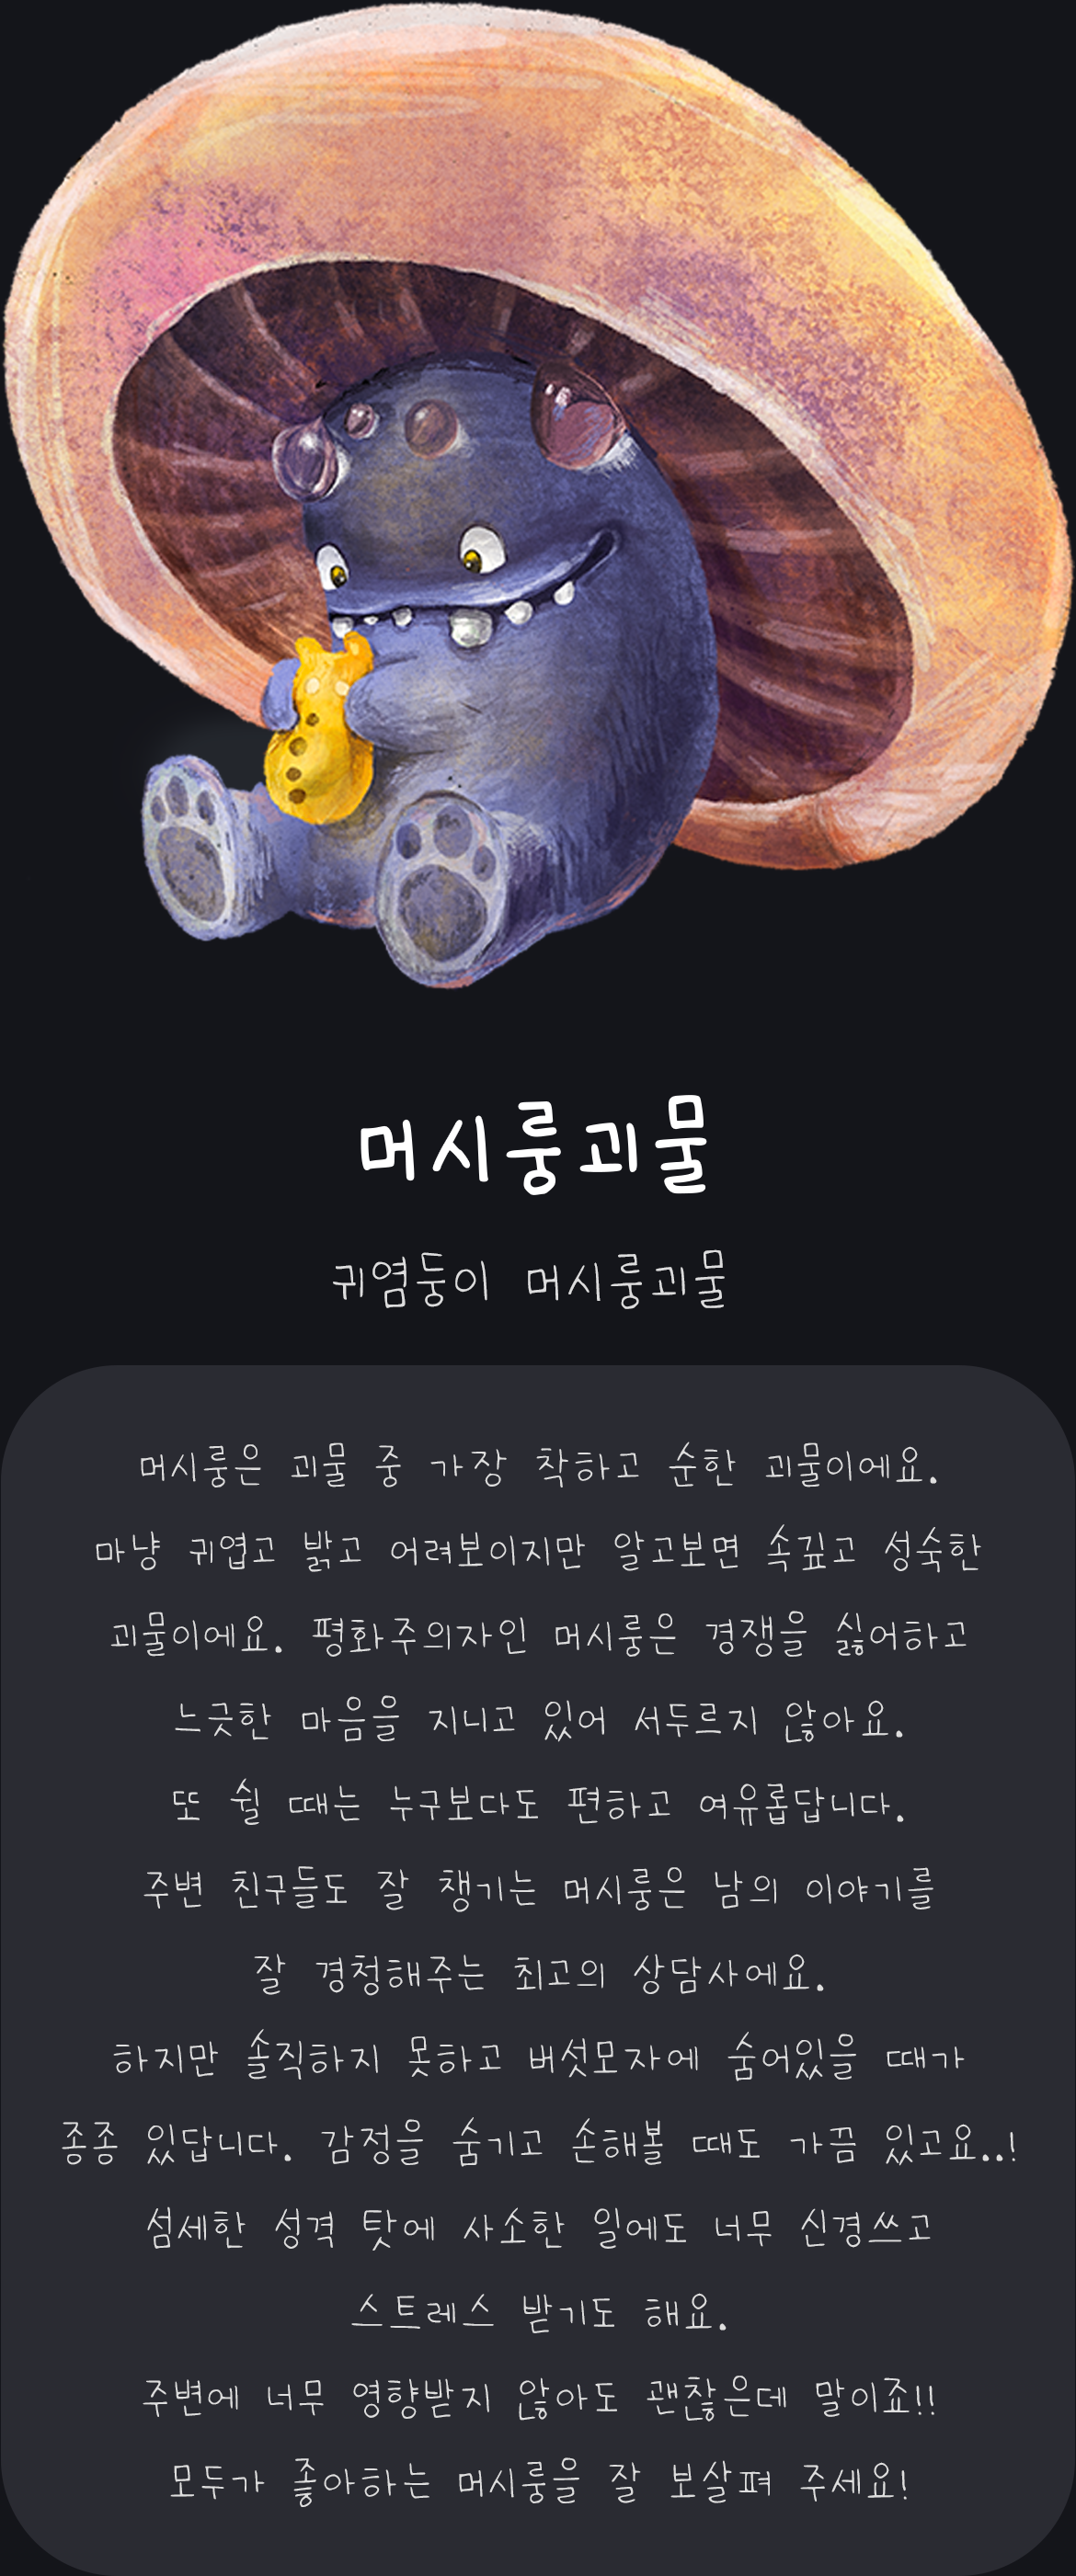 머시룽괴물
귀염둥이 머시룽괴물
머시룽은 괴물 중 가장 착하고 순한 괴물이에요.
마냥 귀엽고 밝고 어려보이지만 알고보면 속깊고 성숙한
괴물이에요. 평화주의자인 머시룽은 경쟁을 싫어하고
느긋한 마음을 지니고 있어 서두르지 않아요.
또 쉴 때는 누구보다도 편하고 여유롭답니다.
주변 친구들도 잘 챙기는 머시룽은 남의 이야기를
잘 경청해주는 최고의 상담사에요.
하지만 솔직하지 못하고 버섯모자에 숨어있을 때가
종종 있답니다. 감정을 숨기고 손해볼 때도 가끔 있고요..!
섬세한 성격 탓에 사소한 일에도 너무 신경쓰고
스트레스 받기도 해요.
주변에 너무 영향받지 않아도 괜찮은데 말이죠!!
모두가 좋아하는 머시룽을 잘 보살펴 주세요!